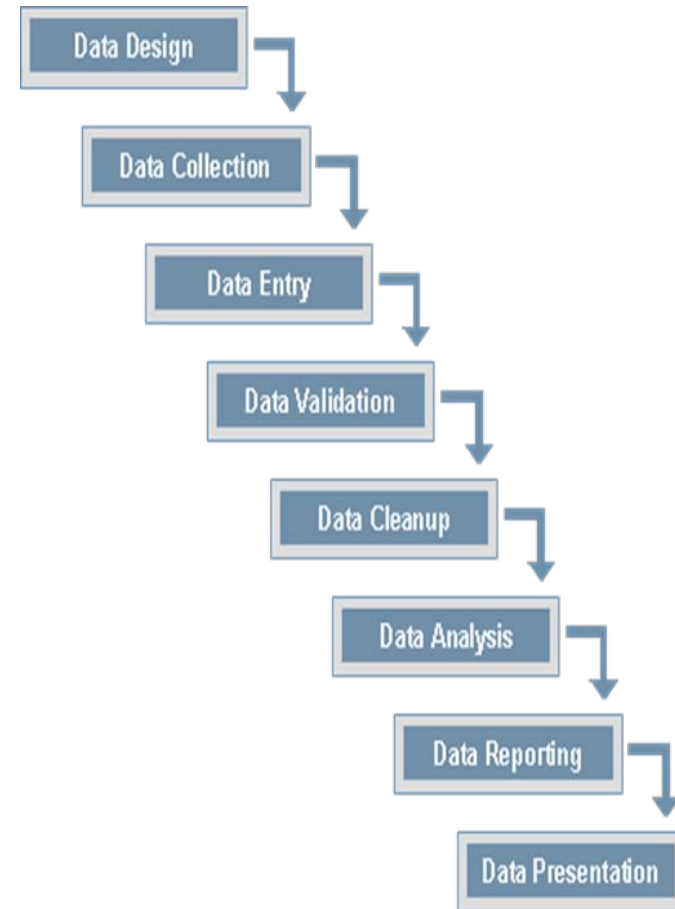 Data Design
Data Collection
Data Entry
Data Validation
Data Cleanup
Data Analysis
Data Reporting
Data Presentation